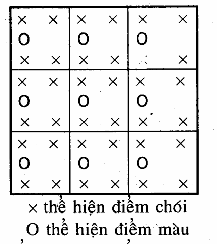 × × × × × ×
O O O
× × × × × ×
× × × × × ×
O O O
× × × × × ×
× × × × × ×
O O O
× × × × × ×
× thể hiện điểm chói
O thể hiện điểm màu